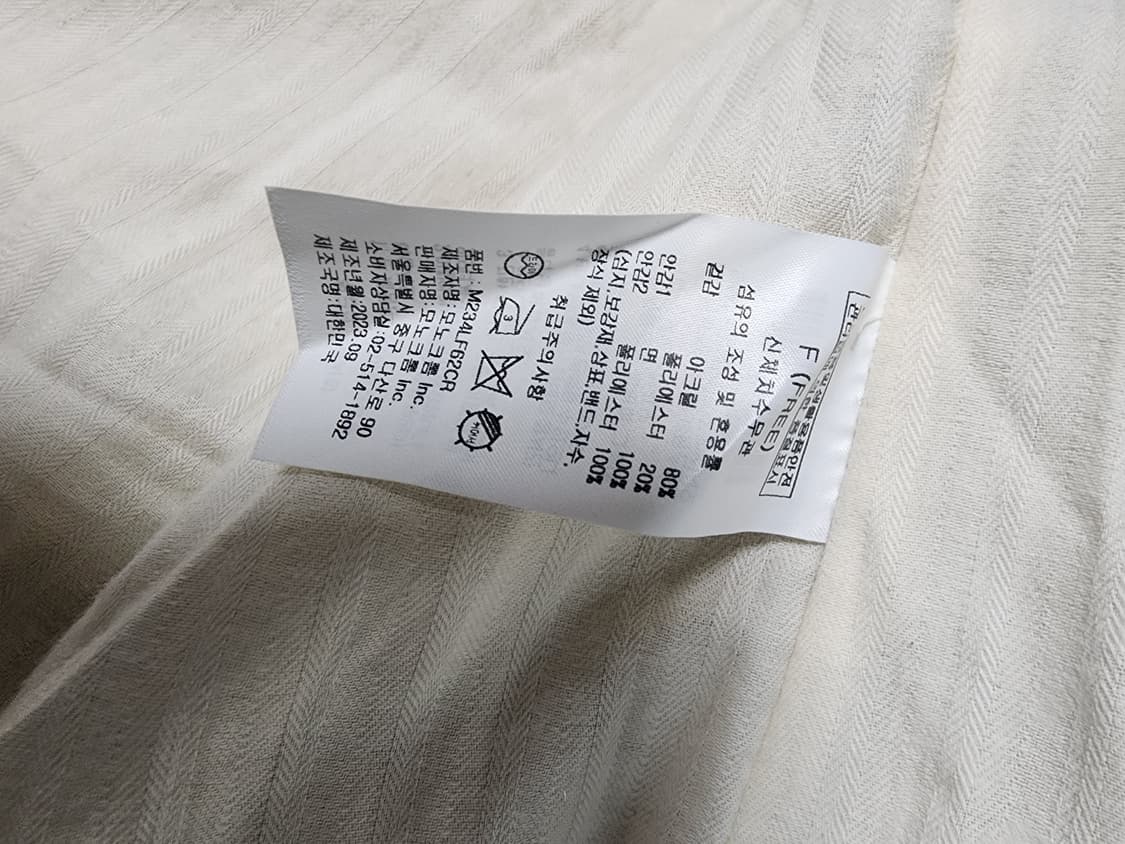 F (FREE)
신체치수무관
섬유의 조성 및 혼용률
겉감 아크릴 80%
폴리에스터 20%
안감1 면 100%
안감2 폴리에스터 100%
(심지.보강재.상표.밴드.자수.
장식 제외)
취급주의사항
품번: M234LF62CR
제조자명: 모노크롬 Inc.
판매자명: 모노크롬 Inc.
서울특별시 중구 다산로 90
소비자상담실: 02-514-1892
제조년월: 2023.09
제조국명: 대한민국